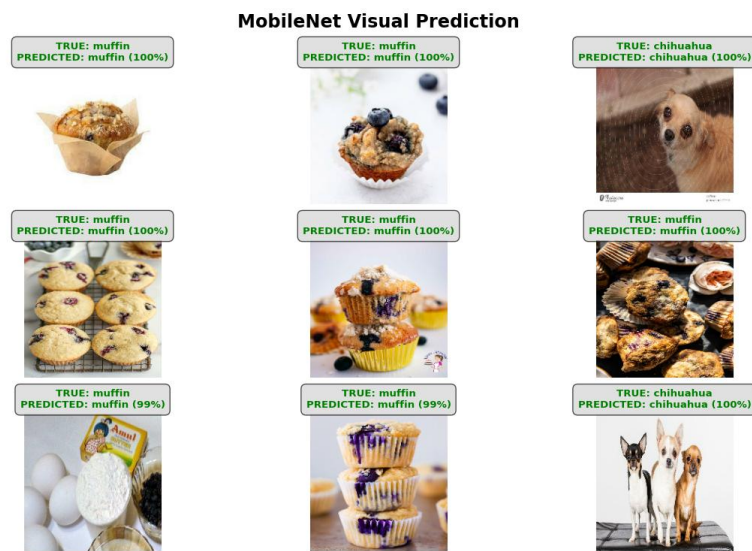 MobileNet Visual Prediction
TRUE: muffin
PREDICTED: muffin (100%)
TRUE: muffin
PREDICTED: muffin (100%)
TRUE: chihuahua
PREDICTED: chihuahua (100%)
TRUE: muffin
PREDICTED: muffin (100%)
TRUE: muffin
PREDICTED: muffin (100%)
TRUE: muffin
PREDICTED: muffin (100%)
TRUE: muffin
PREDICTED: muffin (99%)
TRUE: muffin
PREDICTED: muffin (99%)
TRUE: chihuahua
PREDICTED: chihuahua (100%)
Amul